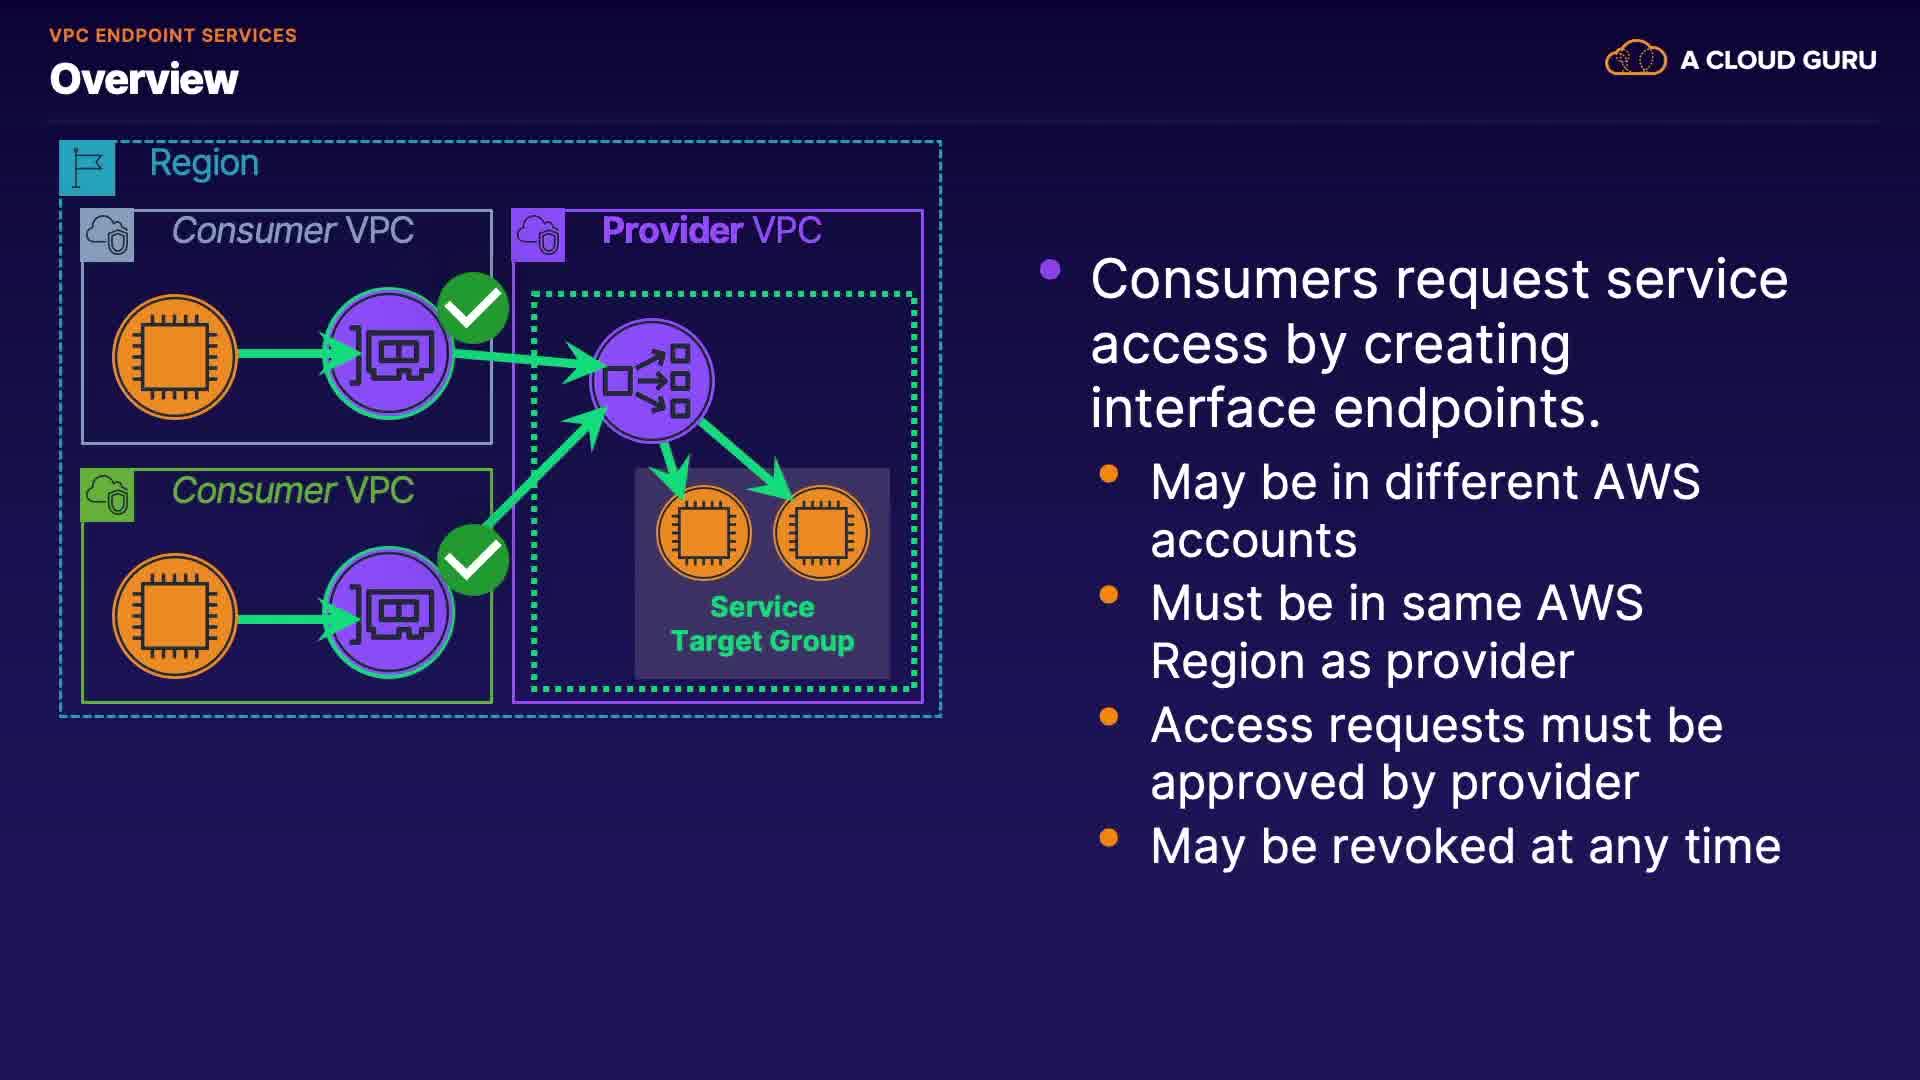 VPC ENDPOINT SERVICES
Overview
A CLOUD GURU
Region
Consumer VPC
Provider VPC
Consumer VPC
Service
Target Group
Consumers request service
access by creating
interface endpoints.
May be in different AWS
accounts
Must be in same AWS
Region as provider
Access requests must be
approved by provider
May be revoked at any time